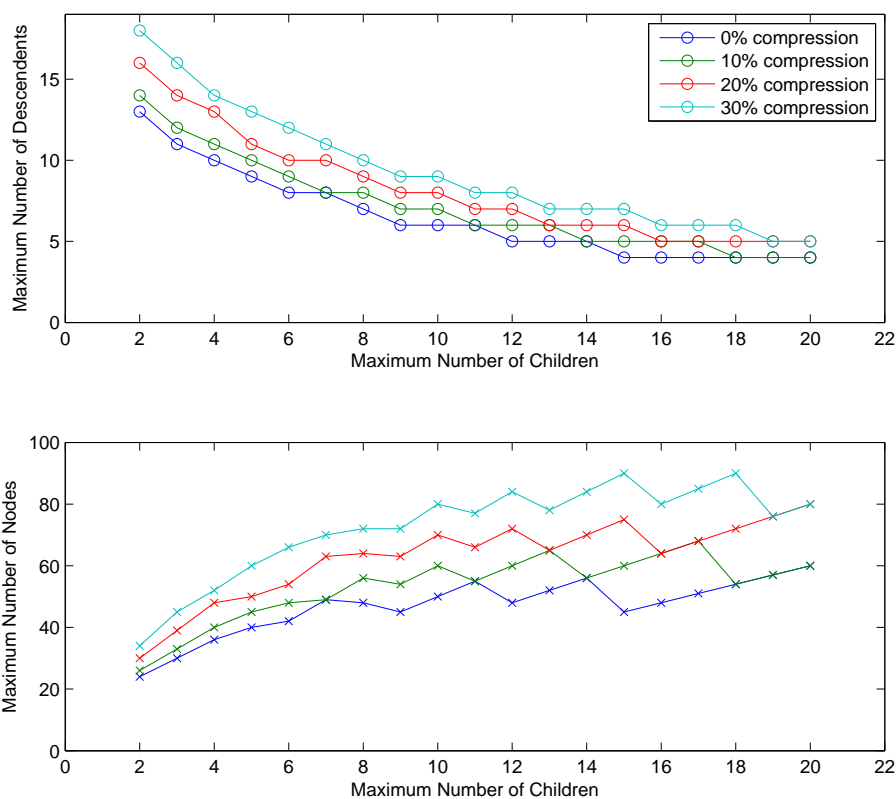 Maximum Number of Descendents
15
10
5
0
0% compression
10% compression
20% compression
30% compression
0 2 4 6 8 10 12 14 16 18 20 22
Maximum Number of Children
Maximum Number of Nodes
100
80
60
40
20
0
0 2 4 6 8 10 12 14 16 18 20 22
Maximum Number of Children